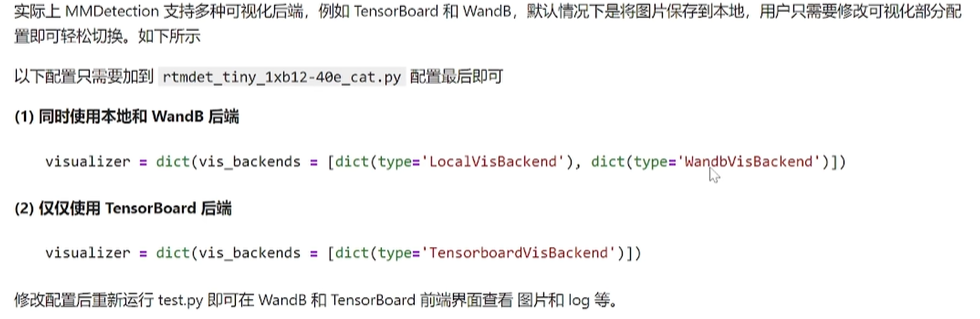 实际上 MMDetection 支持多种可视化后端，例如 TensorBoard 和 WandB，默认情况下是将图片保存到本地，用户只需要修改可视化部分配
置即可轻松切换。如下所示
以下配置只需要加到 rtmdet_tiny_1xb12-40e_cat.py 配置最后即可
(1) 同时使用本地和 WandB 后端
visualizer = dict(vis_backends = [dict(type='LocalVisBackend'), dict(type='WandbVisBackend')])
(2) 仅仅使用 TensorBoard 后端
visualizer = dict(vis_backends = [dict(type='TensorboardVisBackend')])
修改配置后重新运行 test.py 即可在 WandB 和 TensorBoard 前端界面查看 图片和 log 等。